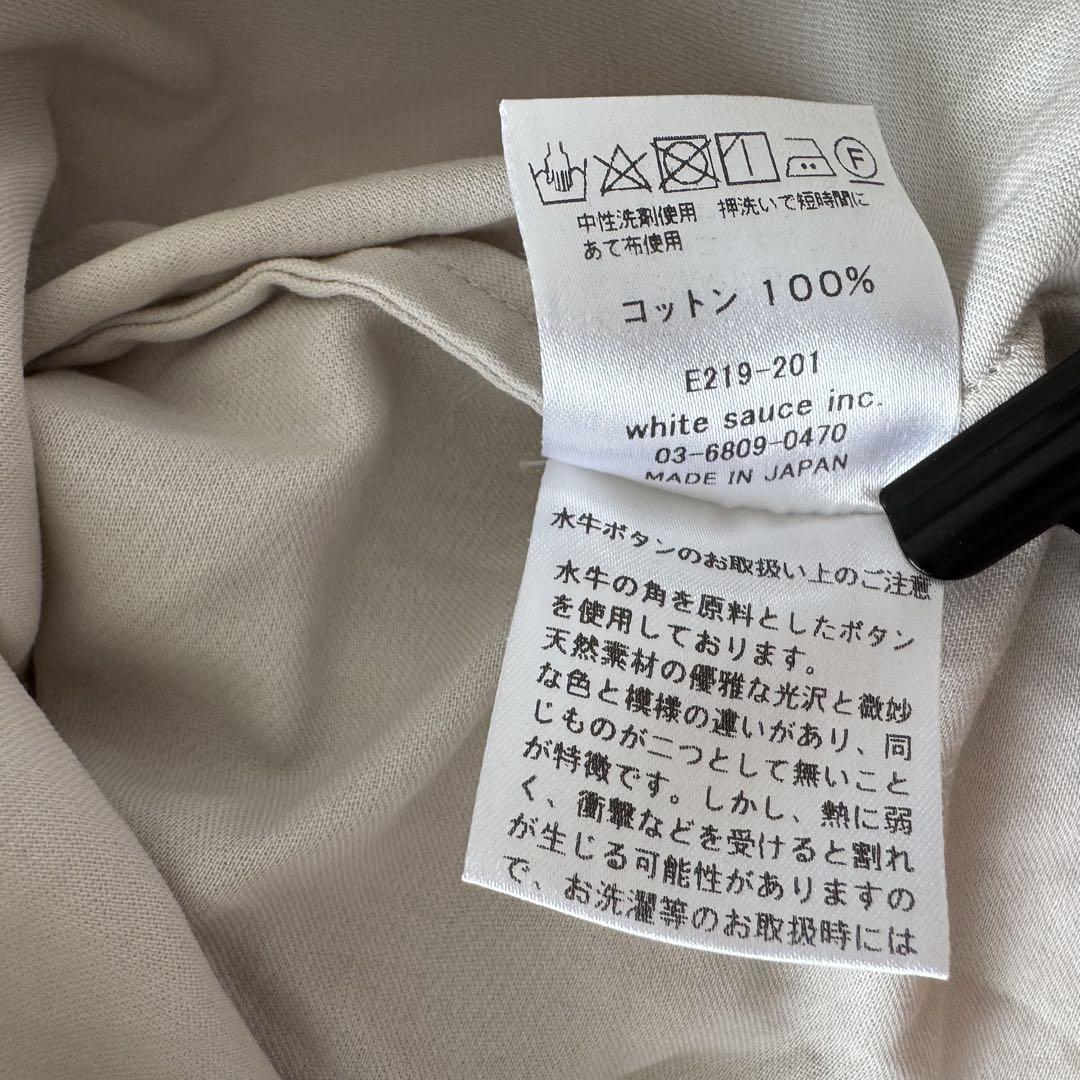 F
中性洗剤使用 押洗いで短時間に
あて布使用
コットン 100%
E219-201
white sauce inc.
03-6809-0470
MADE IN JAPAN
水牛ボタンのお取扱い上のご注意
水牛の角を原料としたボタン
を使用しております。
天然素材の優雅な光沢と微妙
な色と模様の違いがあり、同
じものが二つとして無いこと
が特徴です。しかし、熱に弱
く、衝撃などを受けると割れ
が生じる可能性がありますの
で、お洗濯等のお取扱時には